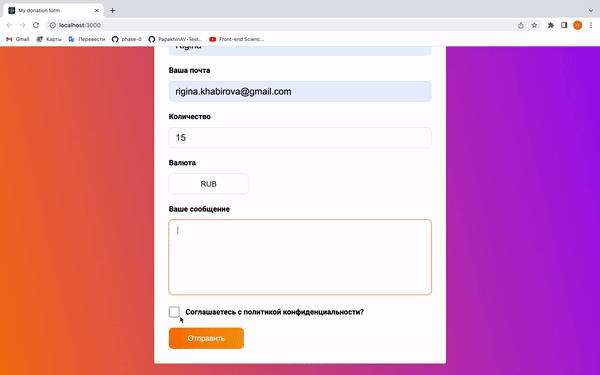 My donation form
localhost:3000
Gmail
Карты
Перевести
phase-0
PapakhinAV-Test...
Front-end Scienc...
Rigina
Ваша почта
rigina.khabirova@gmail.com
Количество
15
Валюта
RUB
Ваше сообщение
Соглашаетесь с политикой конфиденциальности?
Отправить